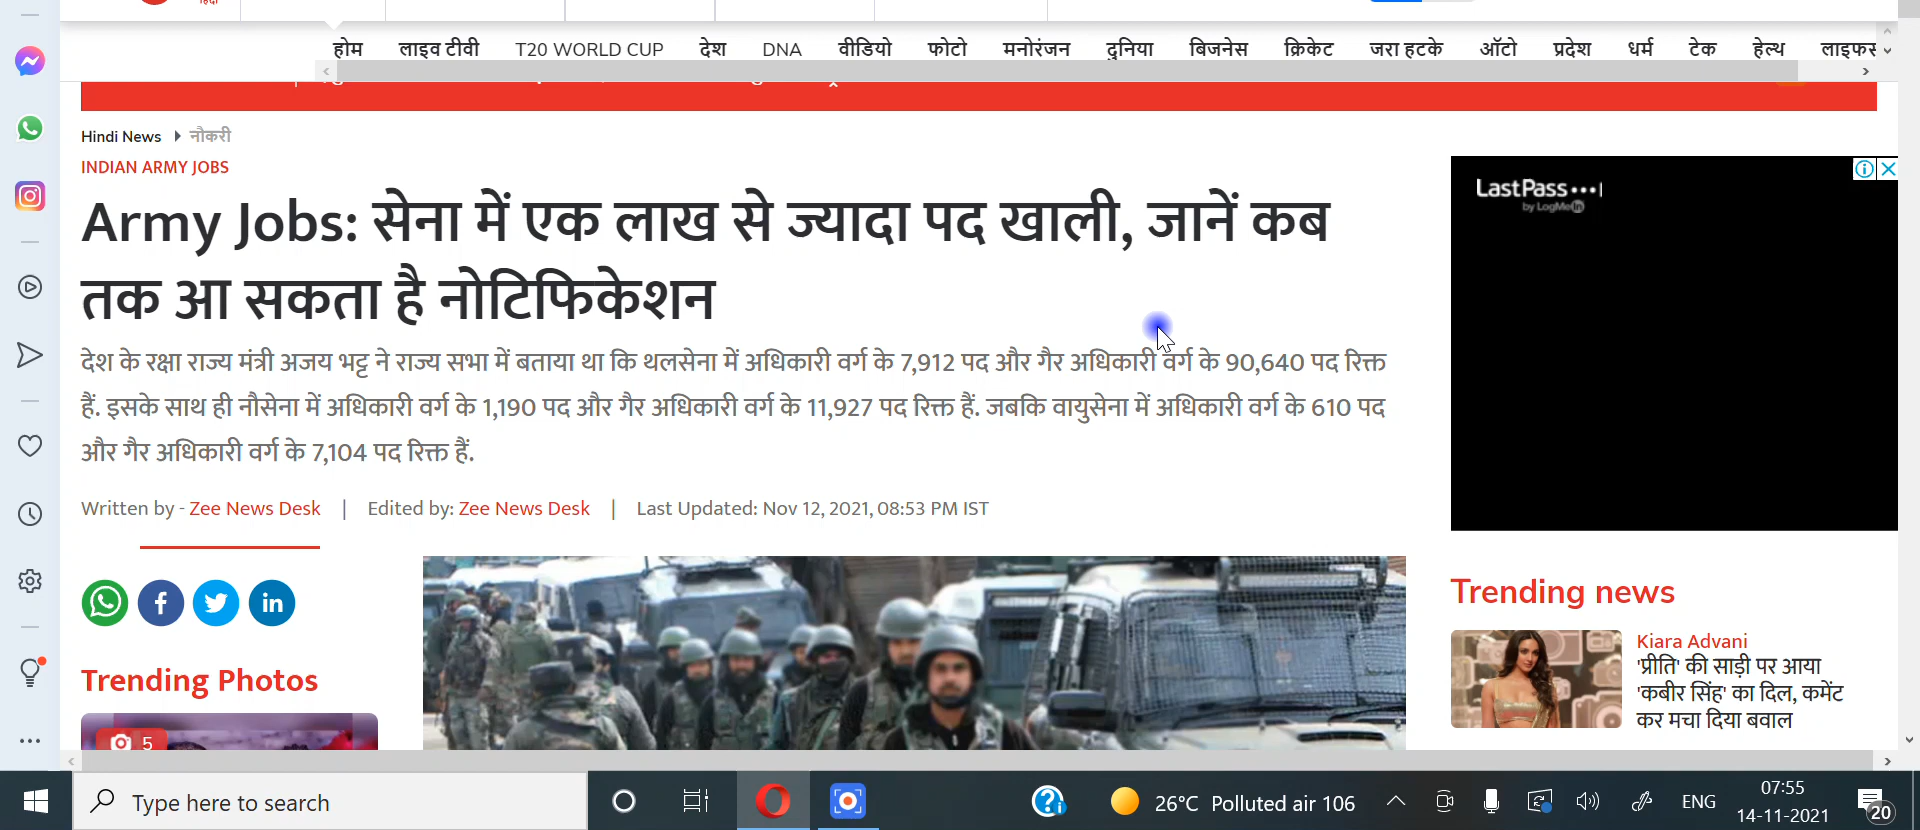 हिंदी
होम लाइव टीवी T20 WORLD CUP देश DNA वीडियो फोटो मनोरंजन दुनिया बिजनेस क्रिकेट जरा हटके ऑटो प्रदेश धर्म टेक हेल्थ लाइफस
Hindi News नौकरी
INDIAN ARMY JOBS
Army Jobs: सेना में एक लाख से ज्यादा पद खाली, जानें कब
तक आ सकता है नोटिफिकेशन
देश के रक्षा राज्य मंत्री अजय भट्ट ने राज्य सभा में बताया था कि थलसेना में अधिकारी वर्ग के 7,912 पद और गैर अधिकारी वर्ग के 90,640 पद रिक्त
हैं. इसके साथ ही नौसेना में अधिकारी वर्ग के 1,190 पद और गैर अधिकारी वर्ग के 11,927 पद रिक्त हैं. जबकि वायुसेना में अधिकारी वर्ग के 610 पद
और गैर अधिकारी वर्ग के 7,104 पद रिक्त हैं.
Written by - Zee News Desk | Edited by: Zee News Desk | Last Updated: Nov 12, 2021, 08:53 PM IST
LastPass •••|
by LogMeIn
Trending Photos
5
Trending news
Kiara Advani
'प्रीति' की साड़ी पर आया
'कबीर सिंह' का दिल, कमेंट
कर मचा दिया बवाल
Type here to search
26°C Polluted air 106
ENG
07:55
14-11-2021
20